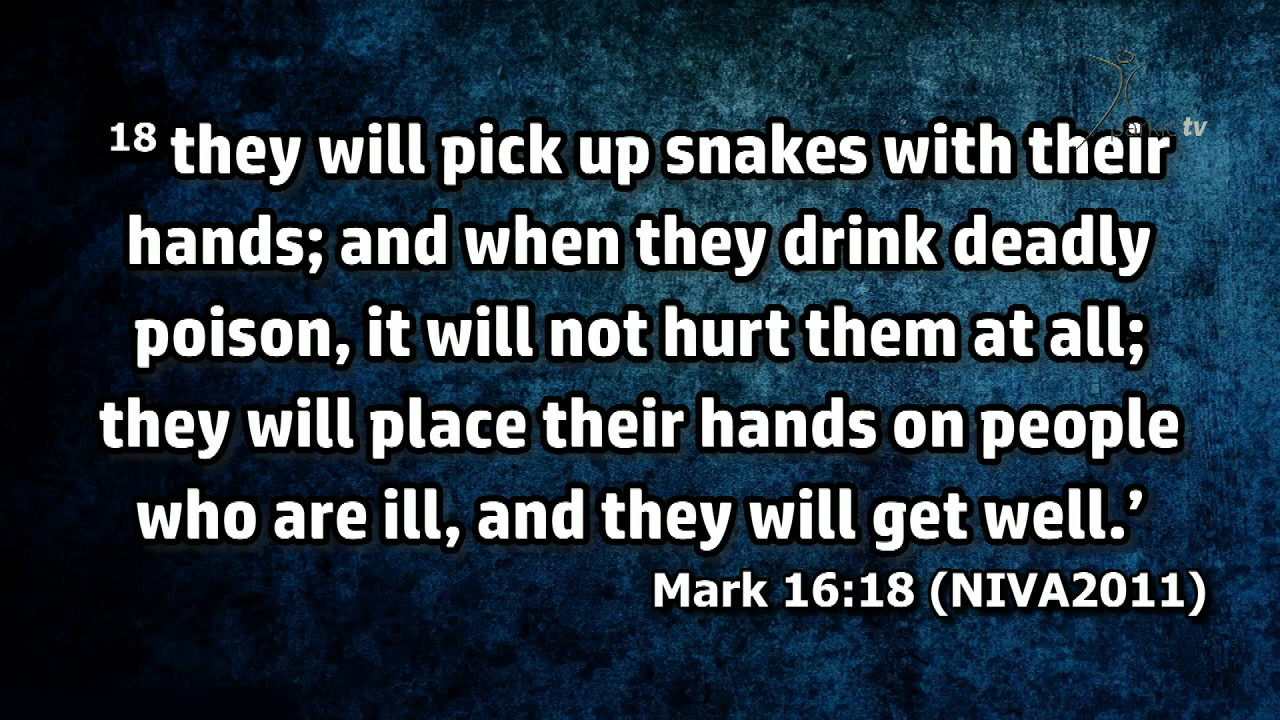 18 they will pick up snakes with their
hands; and when they drink deadly
poison, it will not hurt them at all;
they will place their hands on people
who are ill, and they will get well.’
Mark 16:18 (NIVA2011)
tv